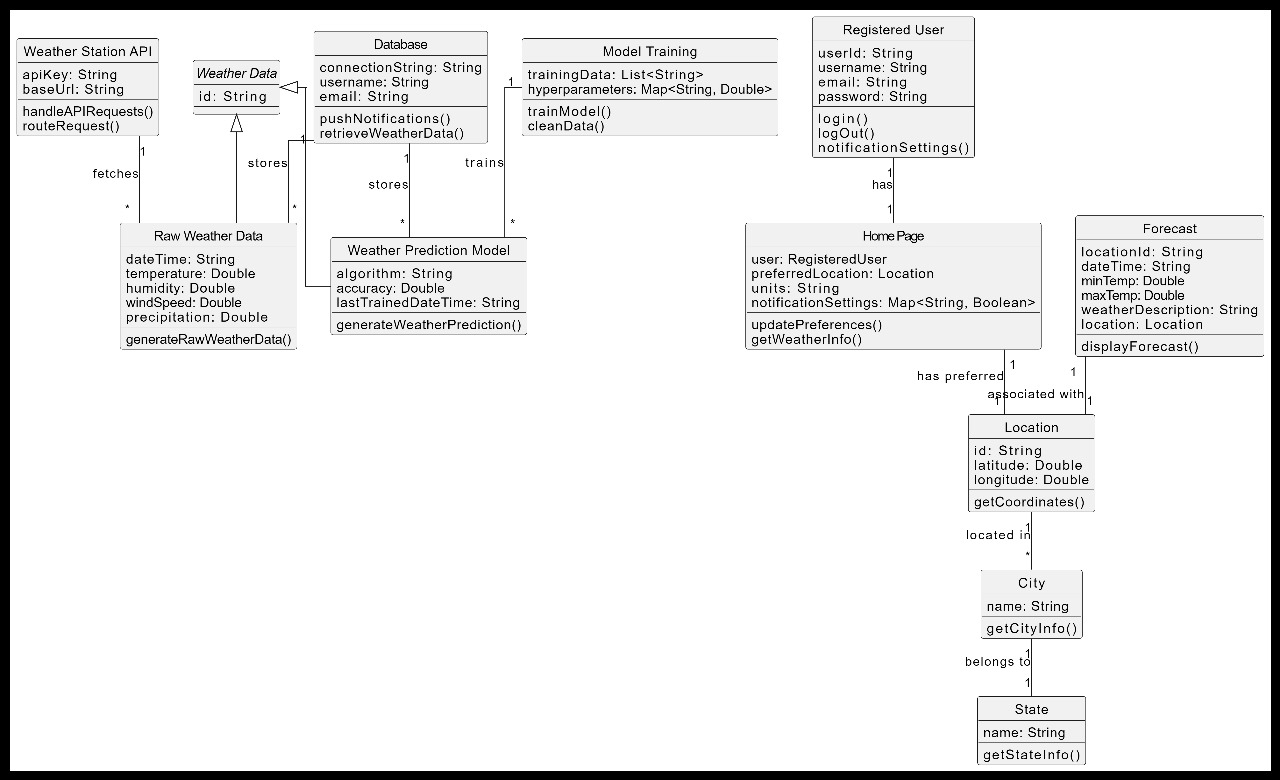 Weather Station API
apiKey: String
baseUrl: String
handleAPIRequests()
routeRequest()
Weather Data
id: String
Database
connectionString: String
username: String
email: String
pushNotifications()
retrieveWeatherData()
Model Training
trainingData: List<String>
hyperparameters: Map<String, Double>
trainModel()
cleanData()
Registered User
userId: String
username: String
email: String
password: String
login()
logOut()
notificationSettings()
1
fetches
*
1
stores
*
1
stores
*
1
trains
*
1
has
1
Raw Weather Data
dateTime: String
temperature: Double
humidity: Double
windSpeed: Double
precipitation: Double
generateRawWeatherData()
Weather Prediction Model
algorithm: String
accuracy: Double
lastTrainedDateTime: String
generateWeatherPrediction()
Home Page
user: RegisteredUser
preferredLocation: Location
units: String
notificationSettings: Map<String, Boolean>
updatePreferences()
getWeatherInfo()
Forecast
locationId: String
dateTime: String
minTemp: Double
maxTemp: Double
weatherDescription: String
location: Location
displayForecast()
1
has preferred
1
1
associated with
1
Location
id: String
latitude: Double
longitude: Double
getCoordinates()
1
located in
*
City
name: String
getCityInfo()
1
belongs to
1
State
name: String
getStateInfo()